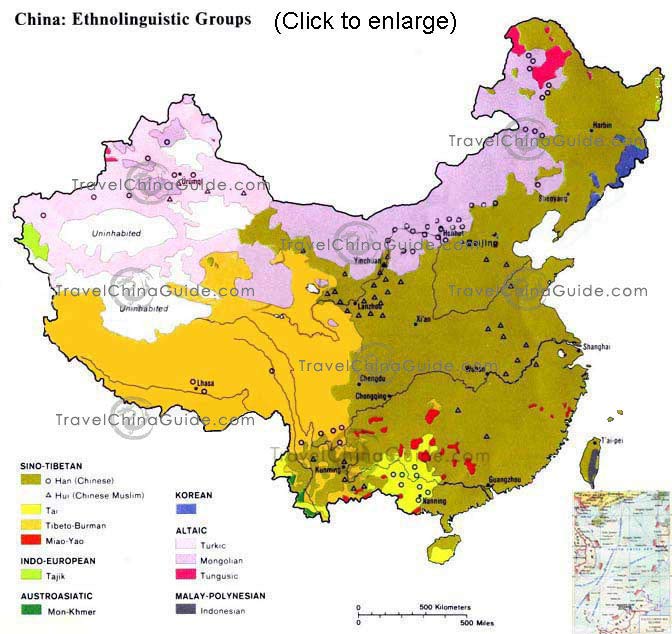 China: Ethnolinguistic Groups
(Click to enlarge)
Harbin
TravelChinaGuide.com
Urumqi
TravelChinaGuide.com
Shenyang
Uninhabited
Hohhot
Beijing
TravelChinaGuide.com
Yinchuan
TravelChinaGuide.com
TravelChinaGuide.com
Uninhabited
Lanzhou
Xi'an
Shanghai
TravelChinaGuide.com
Wuhan
Chengdu
Lhasa
Chongqing
TravelChinaGuide.com
TravelChinaGuide.com
T'ai-pei
Kunming
Guangzhou
Nanning
SINO-TIBETAN
Han (Chinese)
Hui (Chinese Muslim)
Tai
Tibeto-Burman
Miao-Yao
INDO-EUROPEAN
Tajik
AUSTROASIATIC
Mon-Khmer
KOREAN
ALTAIC
Turkic
Mongolian
Tungusic
MALAY-POLYNESIAN
Indonesian
0 500 Kilometers
0 500 Miles